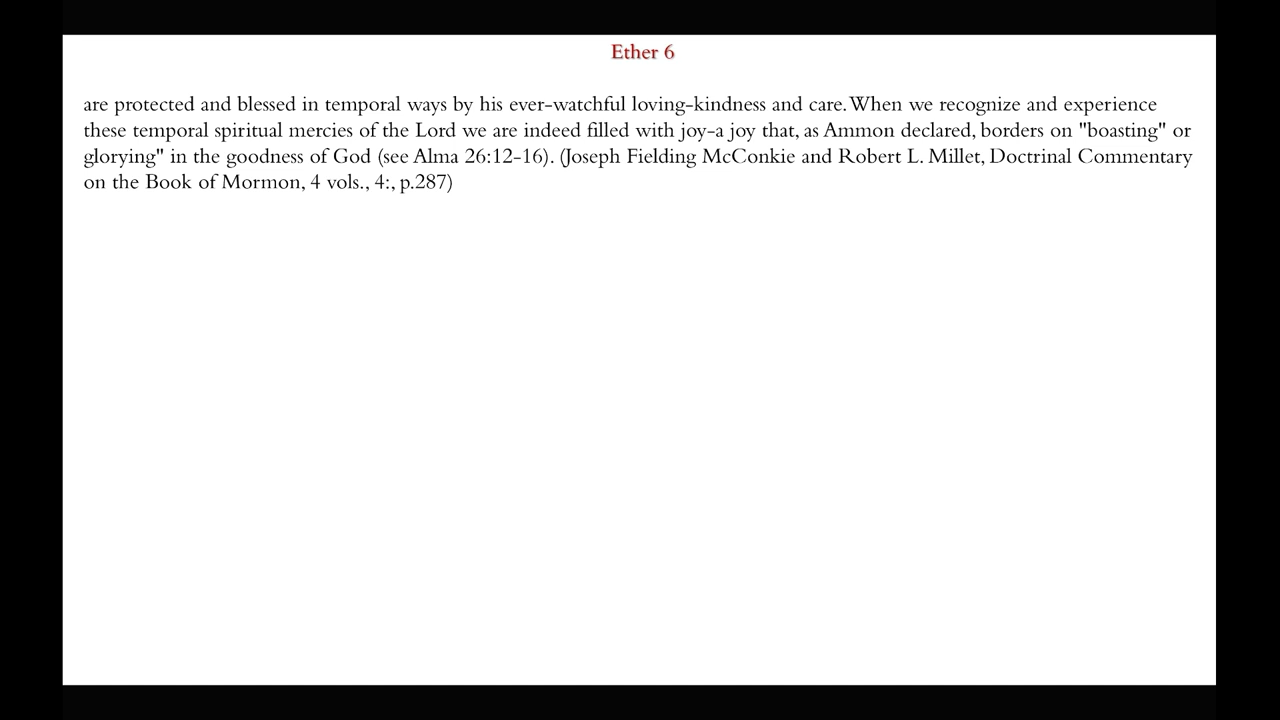 Ether 6
are protected and blessed in temporal ways by his ever-watchful loving-kindness and care. When we recognize and experience
these temporal spiritual mercies of the Lord we are indeed filled with joy-a joy that, as Ammon declared, borders on "boasting" or
glorying" in the goodness of God (see Alma 26:12-16). (Joseph Fielding McConkie and Robert L. Millet, Doctrinal Commentary
on the Book of Mormon, 4 vols., 4:, p.287)